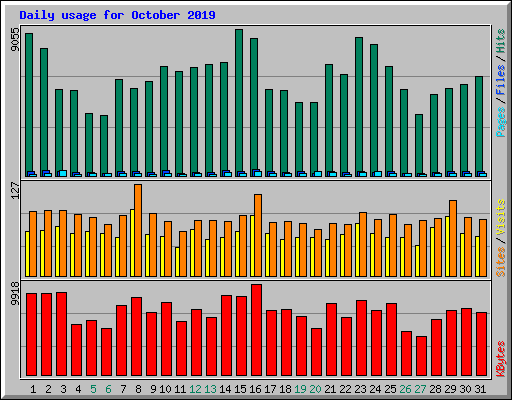 Daily usage for October 2019
9055
Pages / Files / Hits
127
Sites / Visits
9918
KBytes
1 2 3 4 5 6 7 8 9 10 11 12 13 14 15 16 17 18 19 20 21 22 23 24 25 26 27 28 29 30 31